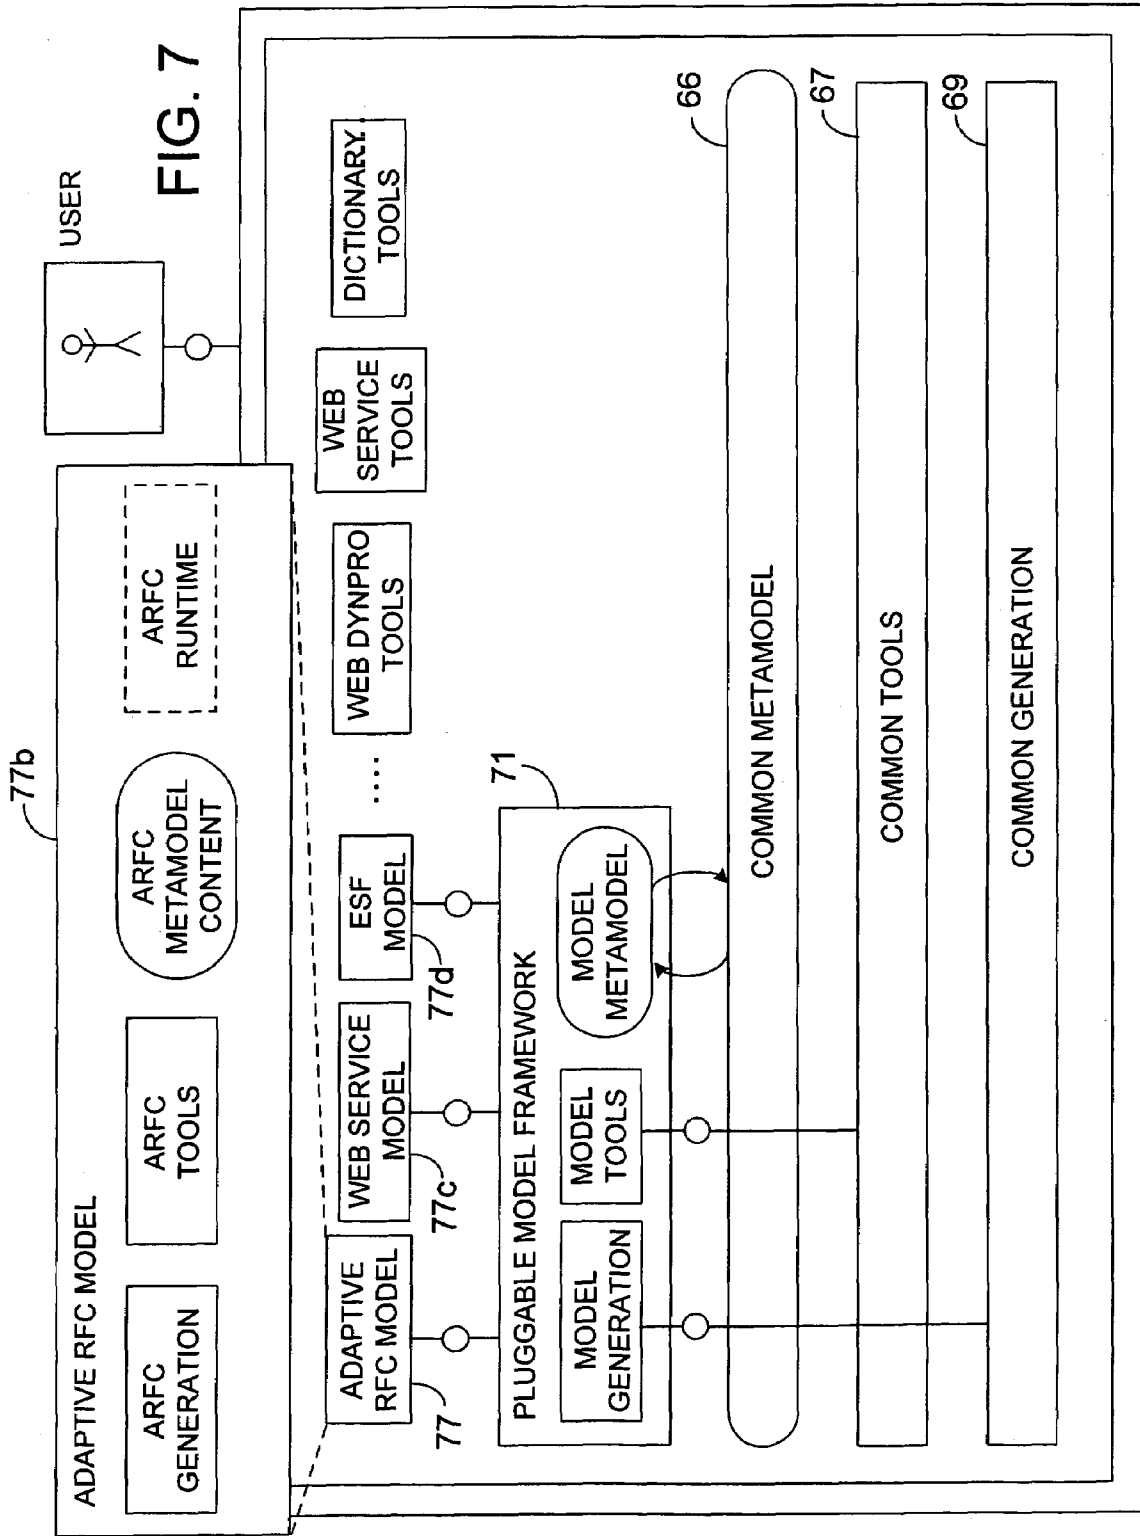 FIG. 7
USER
77b
ADAPTIVE RFC MODEL
ARFC
GENERATION
ARFC
TOOLS
ARFC
METAMODEL
CONTENT
ARFC
RUNTIME
ADAPTIVE
RFC MODEL
77
WEB SERVICE
MODEL
77c
ESF
MODEL
77d
....
WEB DYNPRO
TOOLS
WEB
SERVICE
TOOLS
DICTIONARY
TOOLS
PLUGGABLE MODEL FRAMEWORK
71
MODEL
GENERATION
MODEL
TOOLS
MODEL
METAMODEL
COMMON METAMODEL
66
COMMON TOOLS
67
COMMON GENERATION
69